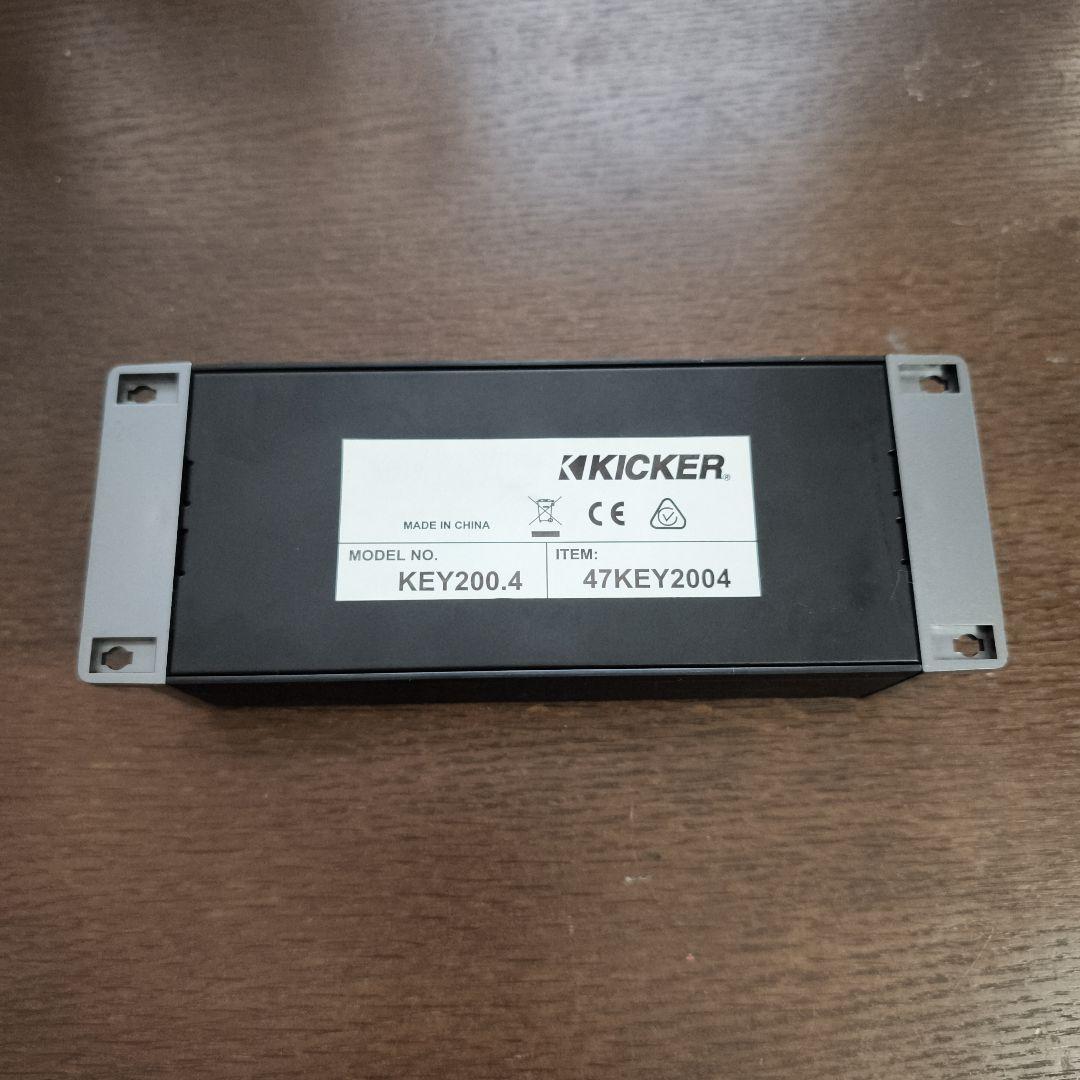 KICKER®
MADE IN CHINA
CE
MODEL NO.
KEY200.4
ITEM:
47KEY2004